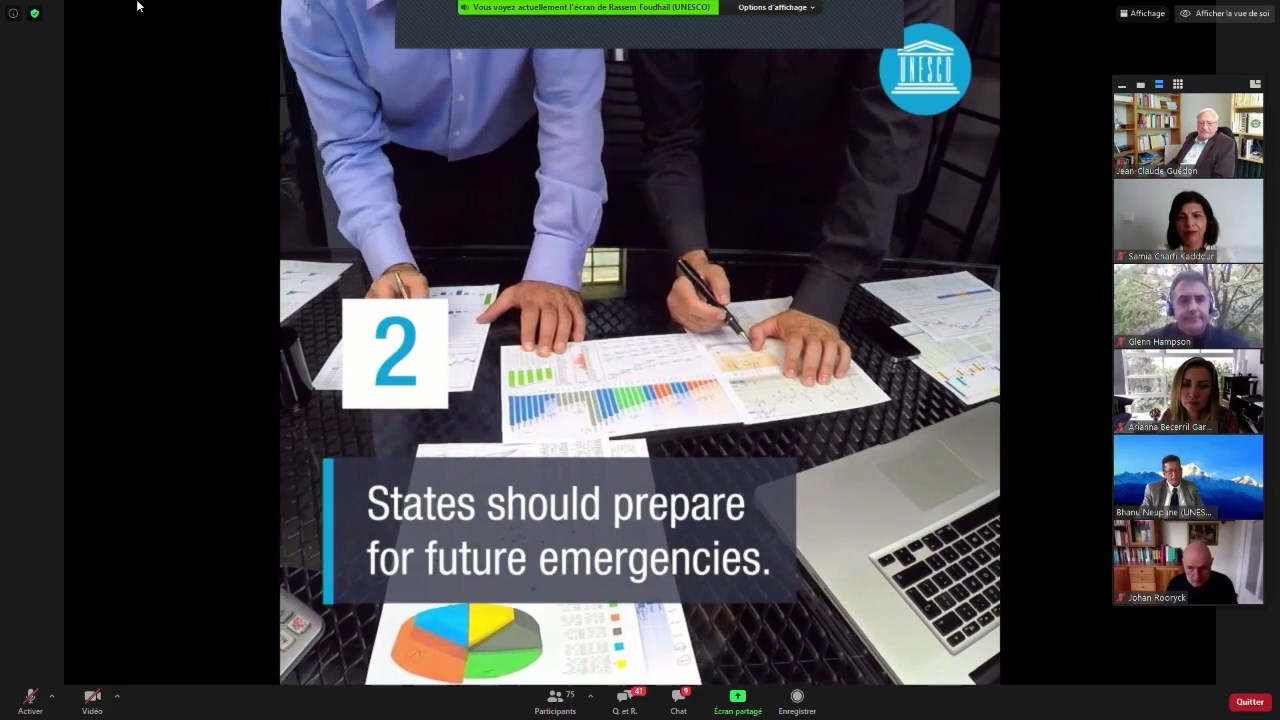 Vous voyez actuellement l'écran de Rassem Foudhaïl (UNESCO)
Options d'affichage
Affichage
Afficher la vue de soi
UNESCO
2
States should prepare
for future emergencies.
Jean-Claude Guédon
Samia Charfi Kaddour
Glenn Hampson
Arianna Becerril Gar...
Bhanu Neupane (UNES...
Johan Rooryck
Activer
Vidéo
Participants
75
Q. et R.
41
Chat
9
Écran partagé
Enregistrer
Quitter